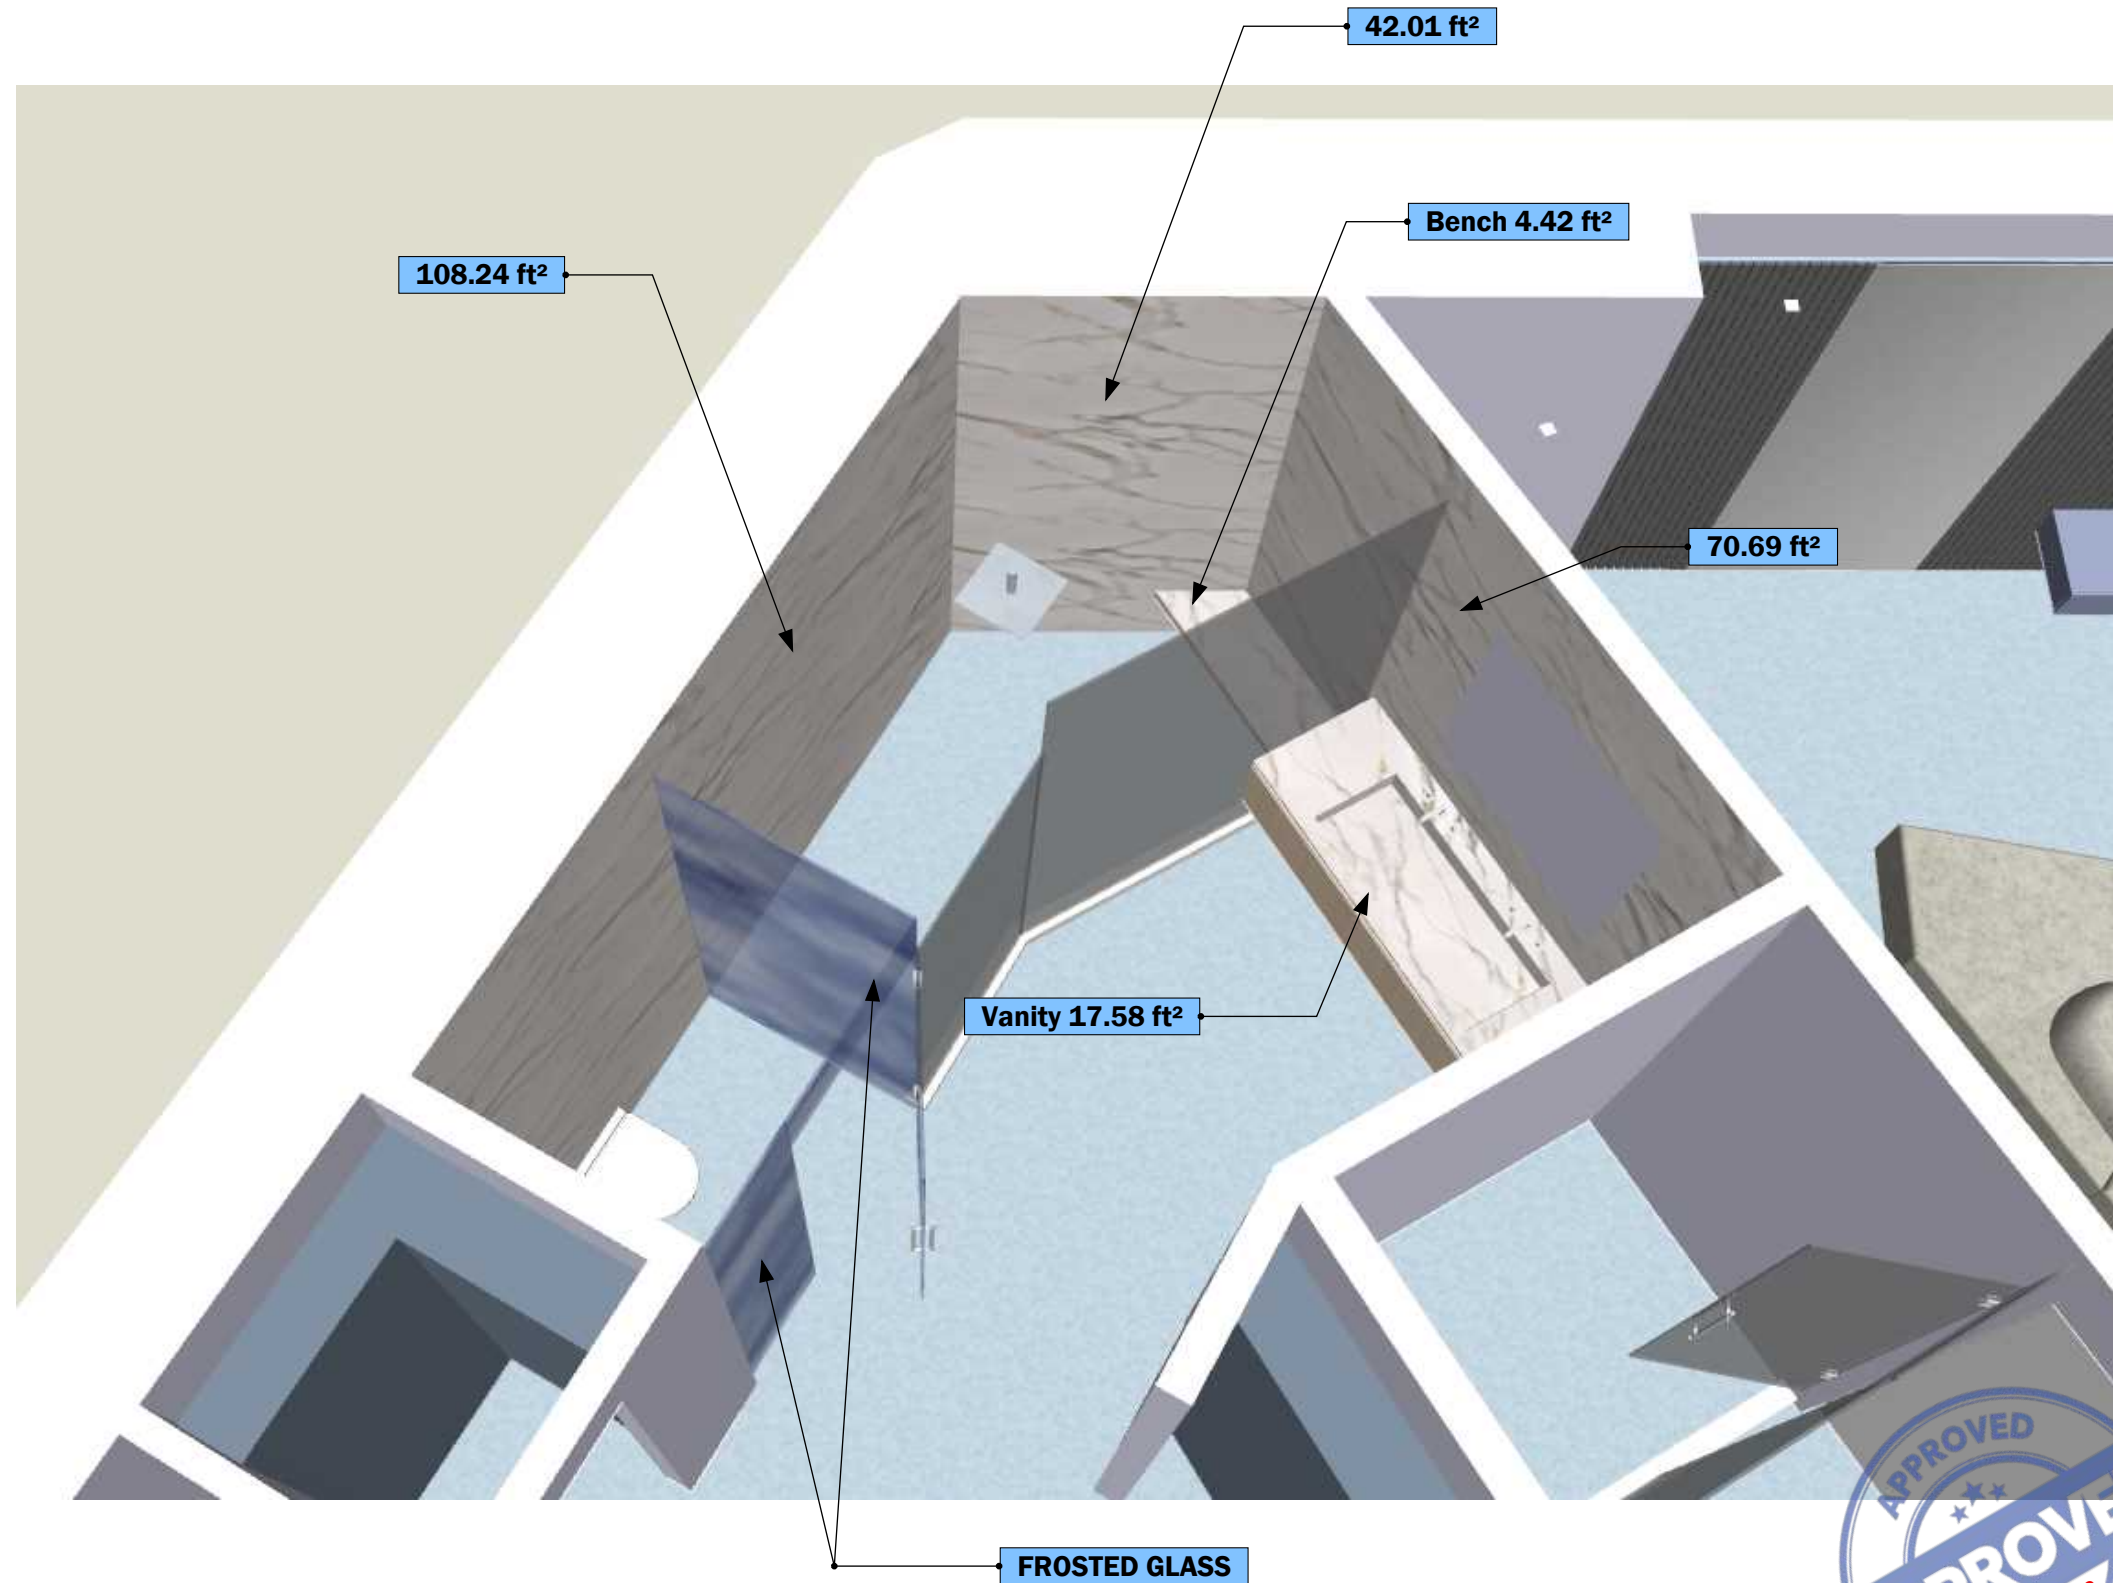 42.01 ft²
Bench 4.42 ft²
108.24 ft²
70.69 ft²
Vanity 17.58 ft²
FROSTED GLASS
APPROVED